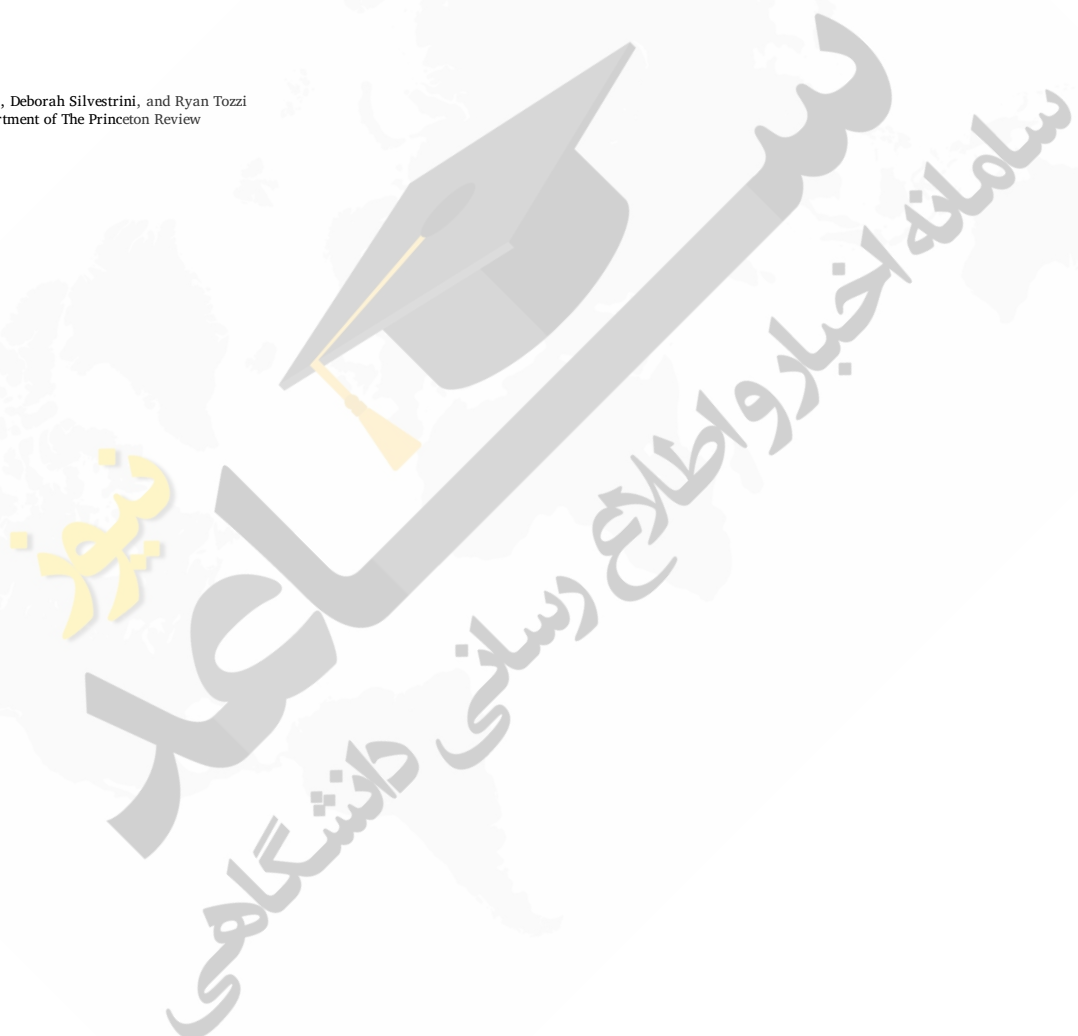 , Deborah Silvestrini, and Ryan Tozzi
rtment of The Princeton Review
ساعد
نیوز
سامانه اخبار و اطلاع رسانی دانشگاهی